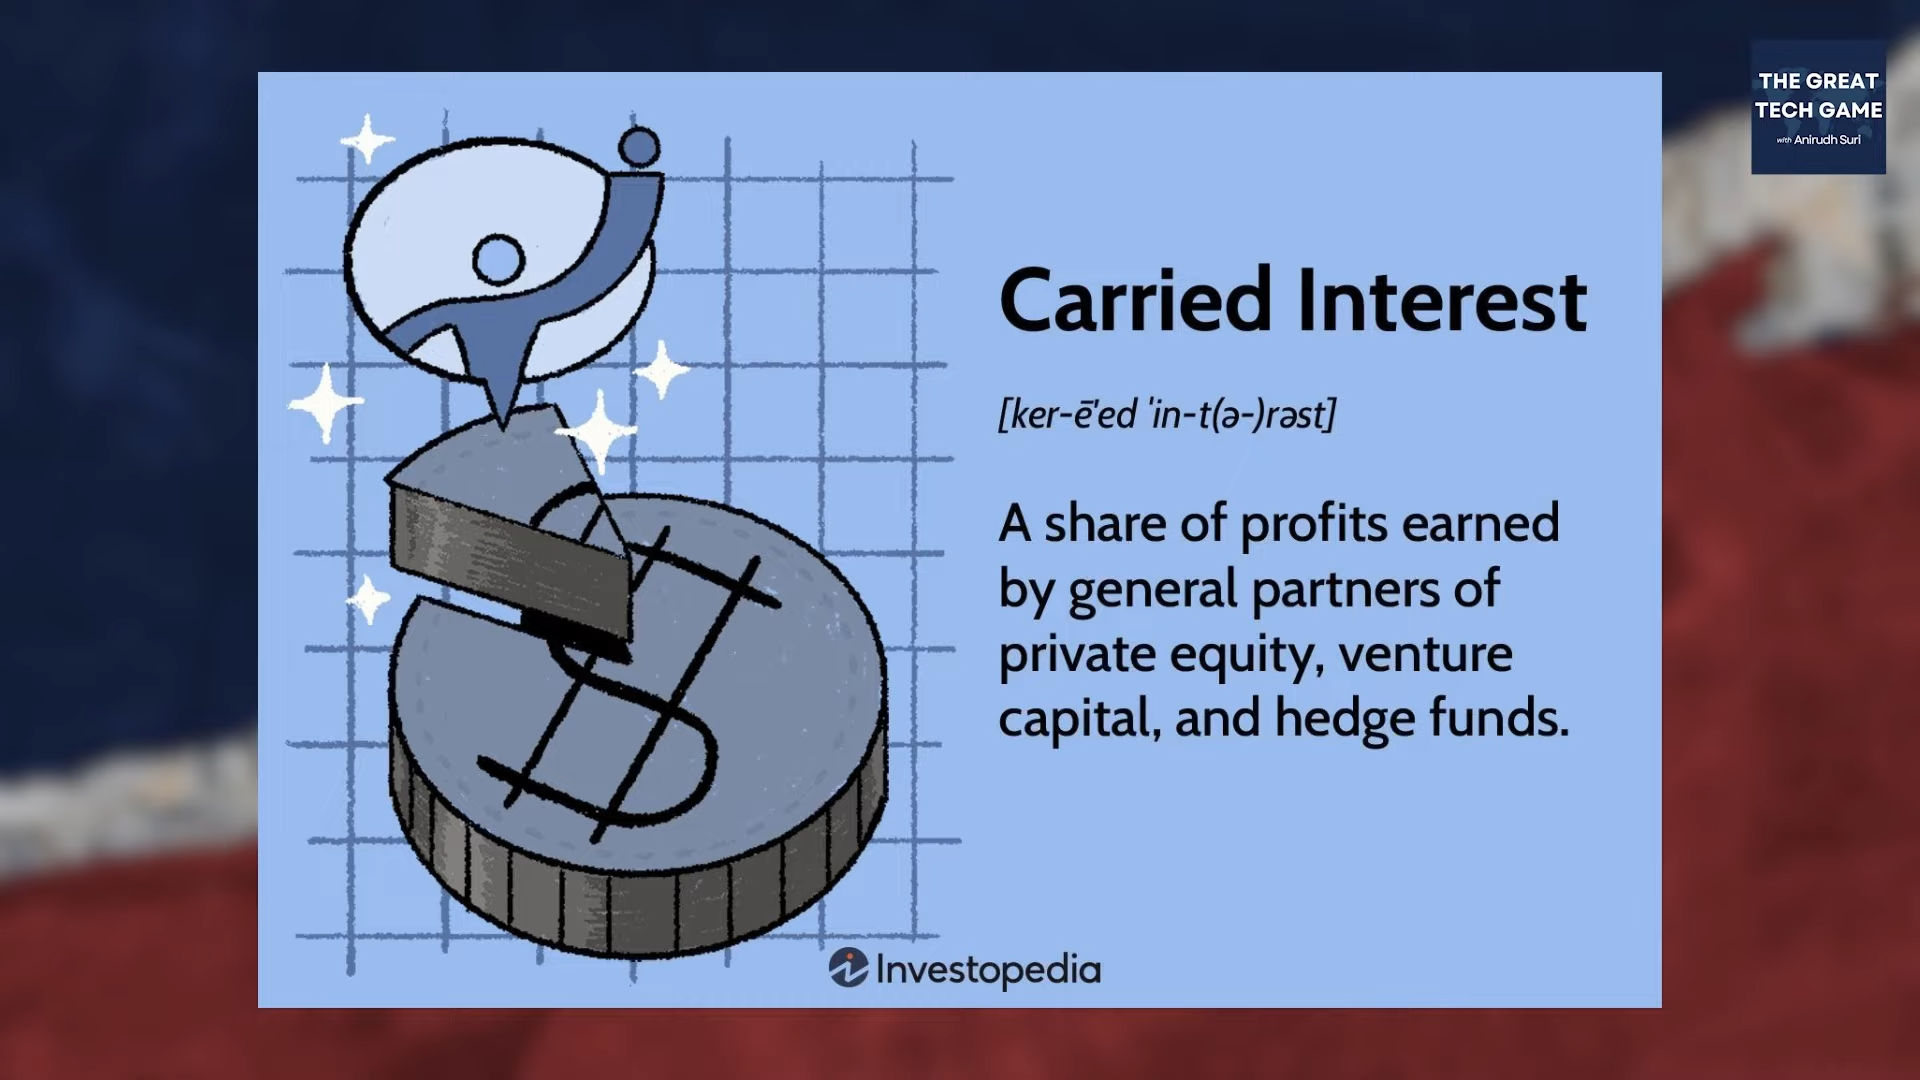 THE GREAT
TECH GAME
with Anirudh Suri
Carried Interest
[ker-ē'ed 'in-t(ə-)rəst]
A share of profits earned
by general partners of
private equity, venture
capital, and hedge funds.
Investopedia